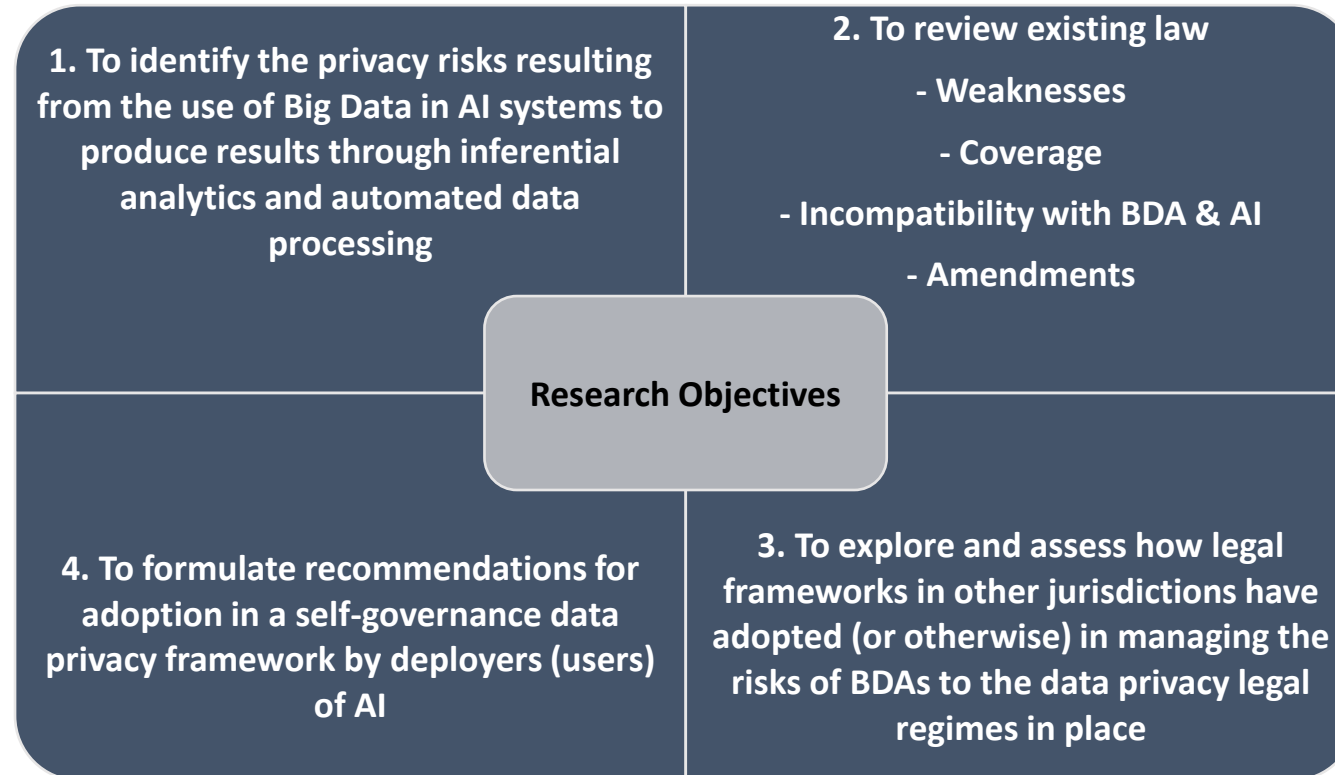 1. To identify the privacy risks resulting
from the use of Big Data in AI systems to
produce results through inferential
analytics and automated data
processing
2. To review existing law
- Weaknesses
- Coverage
- Incompatibility with BDA & AI
- Amendments
Research Objectives
4. To formulate recommendations for
adoption in a self-governance data
privacy framework by deployers (users)
of AI
3. To explore and assess how legal
frameworks in other jurisdictions have
adopted (or otherwise) in managing the
risks of BDAs to the data privacy legal
regimes in place